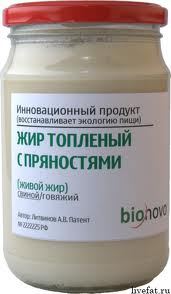 Инновационный продукт
(восстанавливает экологию пищи)
ЖИР ТОПЛЕНЫЙ
С ПРЯНОСТЯМИ
(живой жир)
свиной/говяжий
bionovo
Автор: Литвинов А.В. Патент
№ 2222225 РФ
livefat.ru